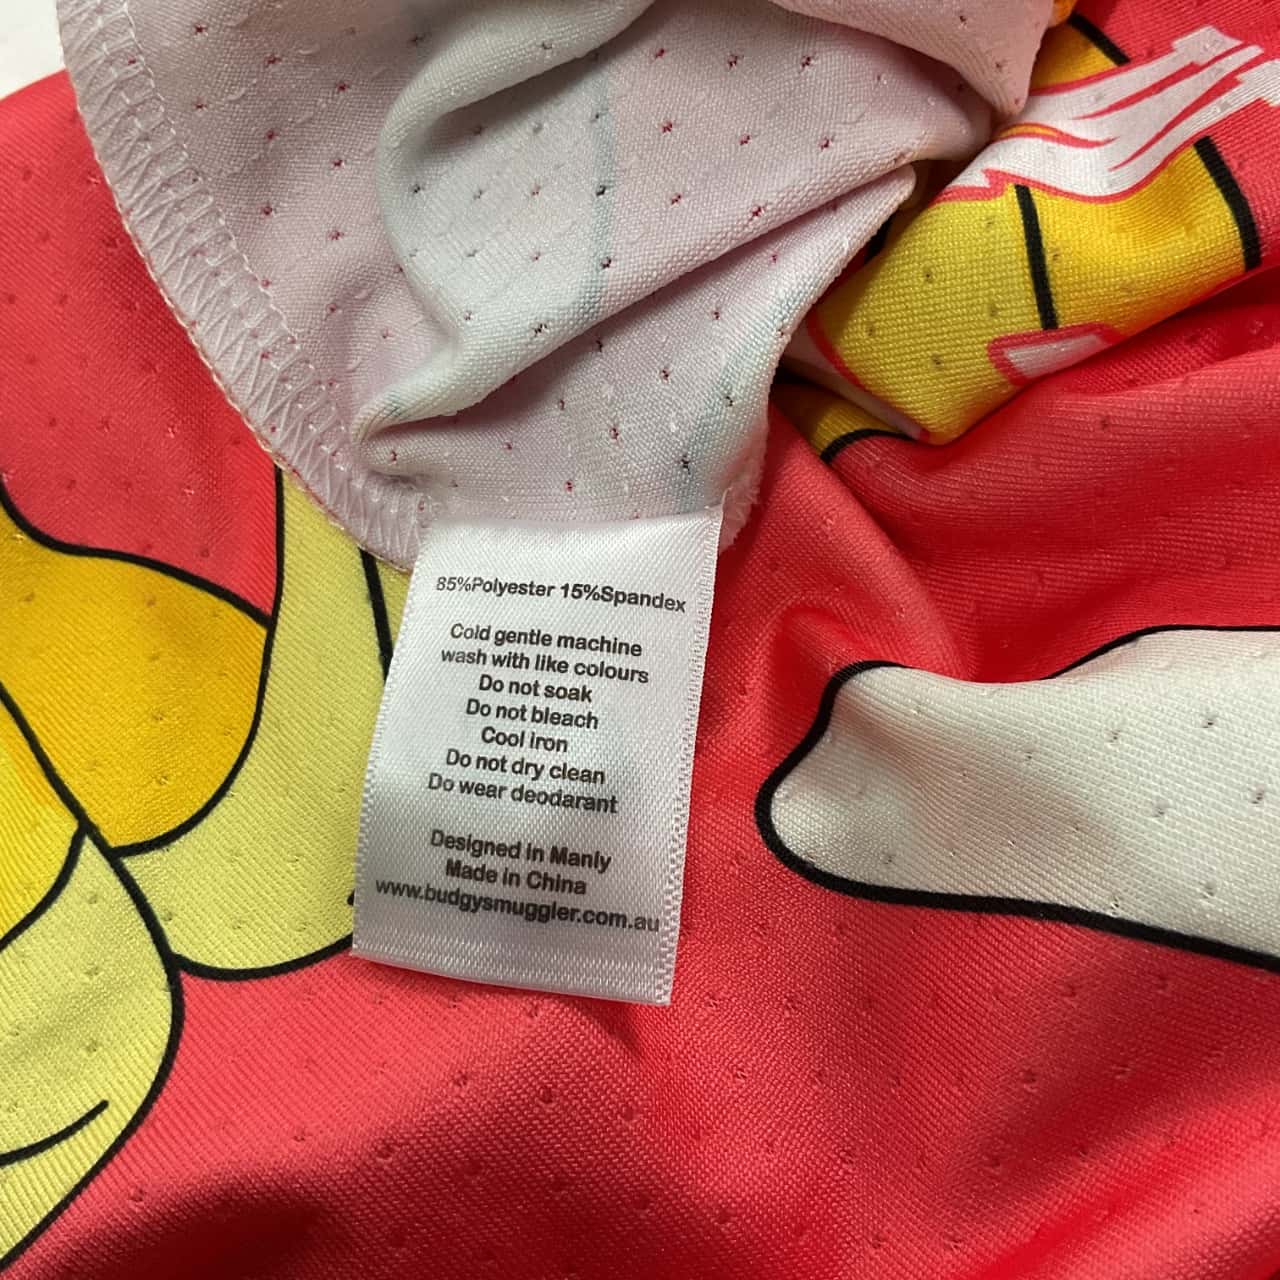 85%Polyester 15%Spandex
Cold gentle machine
wash with like colours
Do not soak
Do not bleach
Cool iron
Do not dry clean
Do wear deodarant
Designed in Manly
Made in China
www.budgysmuggler.com.au